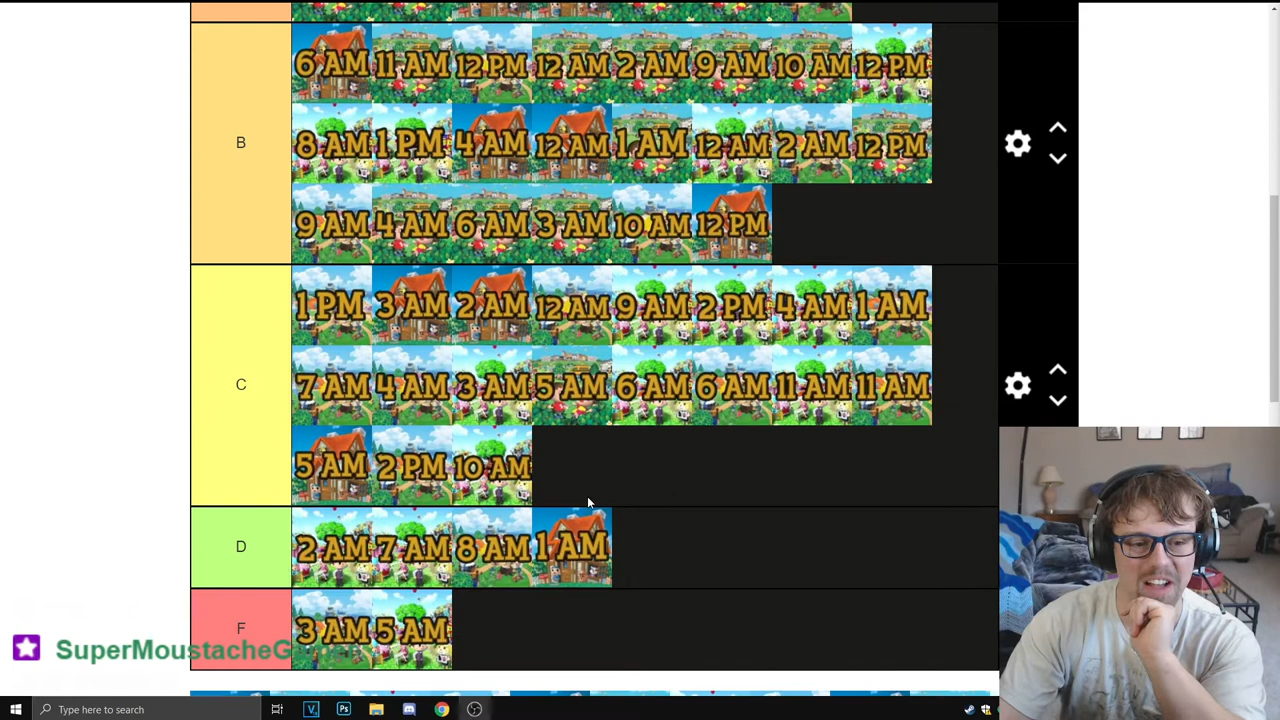 B
6 AM 11 AM 12 PM 12 AM 2 AM 9 AM 10 AM 12 PM
8 AM 1 PM 4 AM 12 AM 1 AM 12 AM 2 AM 12 PM
9 AM 4 AM 6 AM 3 AM 10 AM 12 PM
C
1 PM 3 AM 2 AM 12 AM 9 AM 2 PM 4 AM 1 AM
7 AM 4 AM 3 AM 5 AM 6 AM 6 AM 11 AM 11 AM
5 AM 2 PM 10 AM
D
2 AM 7 AM 8 AM 1 AM
F
3 AM 5 AM
Type here to search